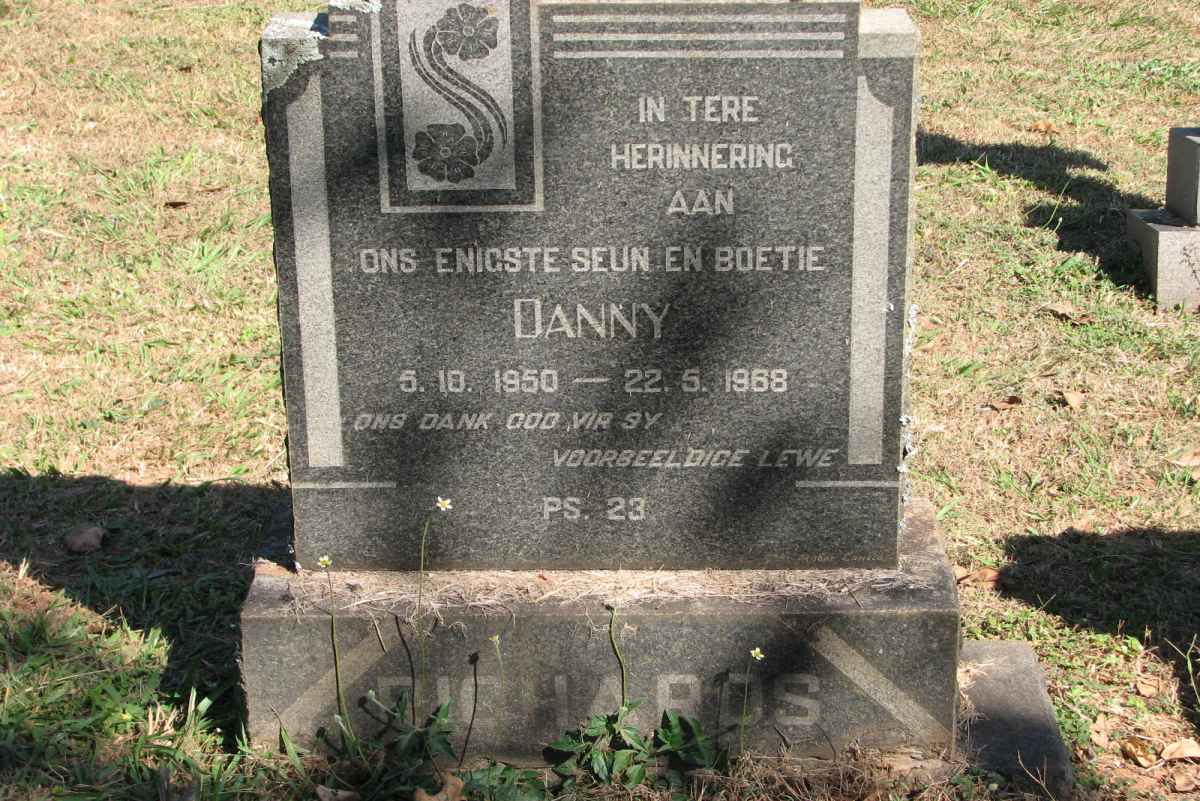 IN TERE
HERINNERING
AAN
ONS ENIGSTE SEUN EN BOETIE
DANNY
5. 10. 1950 — 22. 5. 1968
ONS DANK GOD VIR SY
VOORBEELDIGE LEWE
PS. 23
RICHARDS